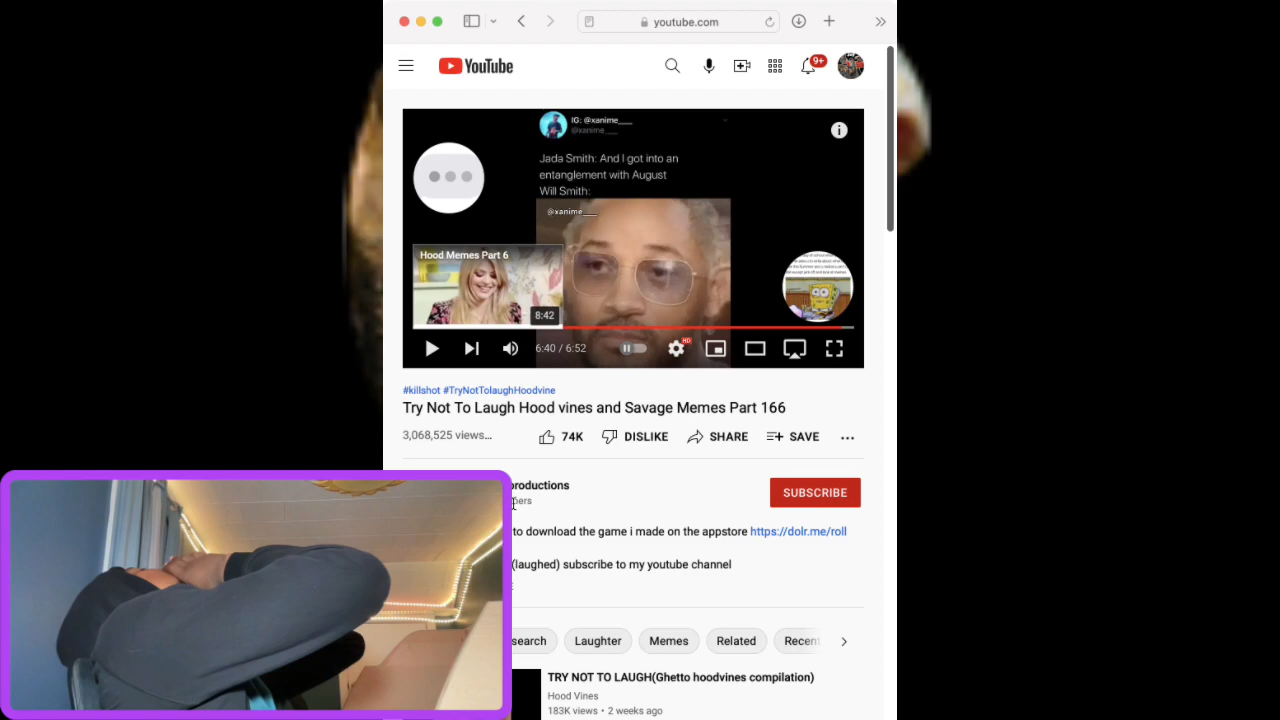 youtube.com
YouTube
9+
IG: @xanime___
@xanime___
Jada Smith: And I got into an
entanglement with August
Will Smith:
@xanime___
Hood Memes Part 6
8:42
6:40 / 6:52
HD
#killshot #TryNotTolaughHoodvine
Try Not To Laugh Hood vines and Savage Memes Part 166
3,068,525 views...
74K
DISLIKE
SHARE
SAVE
productions
SUBSCRIBE
to download the game i made on the appstore https://dolr.me/roll
(laughed) subscribe to my youtube channel
search
Laughter
Memes
Related
Recent
TRY NOT TO LAUGH(Ghetto hoodvines compilation)
Hood Vines
183K views • 2 weeks ago